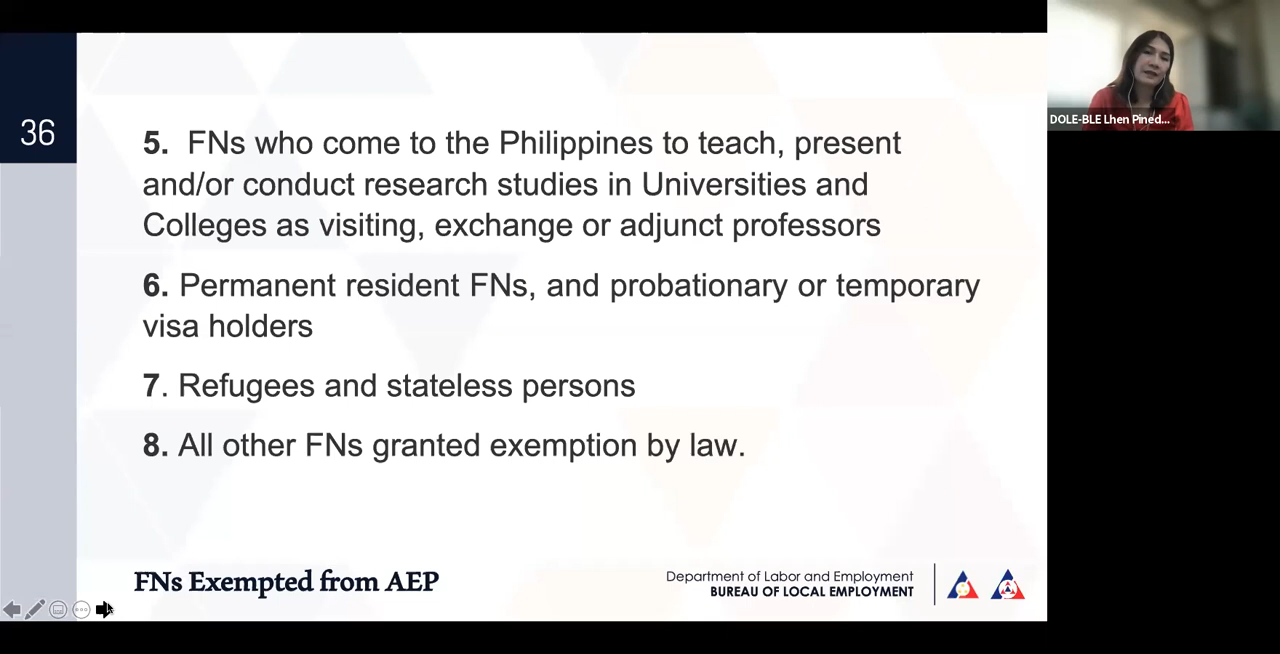 36
5. FNs who come to the Philippines to teach, present
and/or conduct research studies in Universities and
Colleges as visiting, exchange or adjunct professors
6. Permanent resident FNs, and probationary or temporary
visa holders
7. Refugees and stateless persons
8. All other FNs granted exemption by law.
FNs Exempted from AEP
Department of Labor and Employment
BUREAU OF LOCAL EMPLOYMENT
DOLE-BLE Lhen Pined...